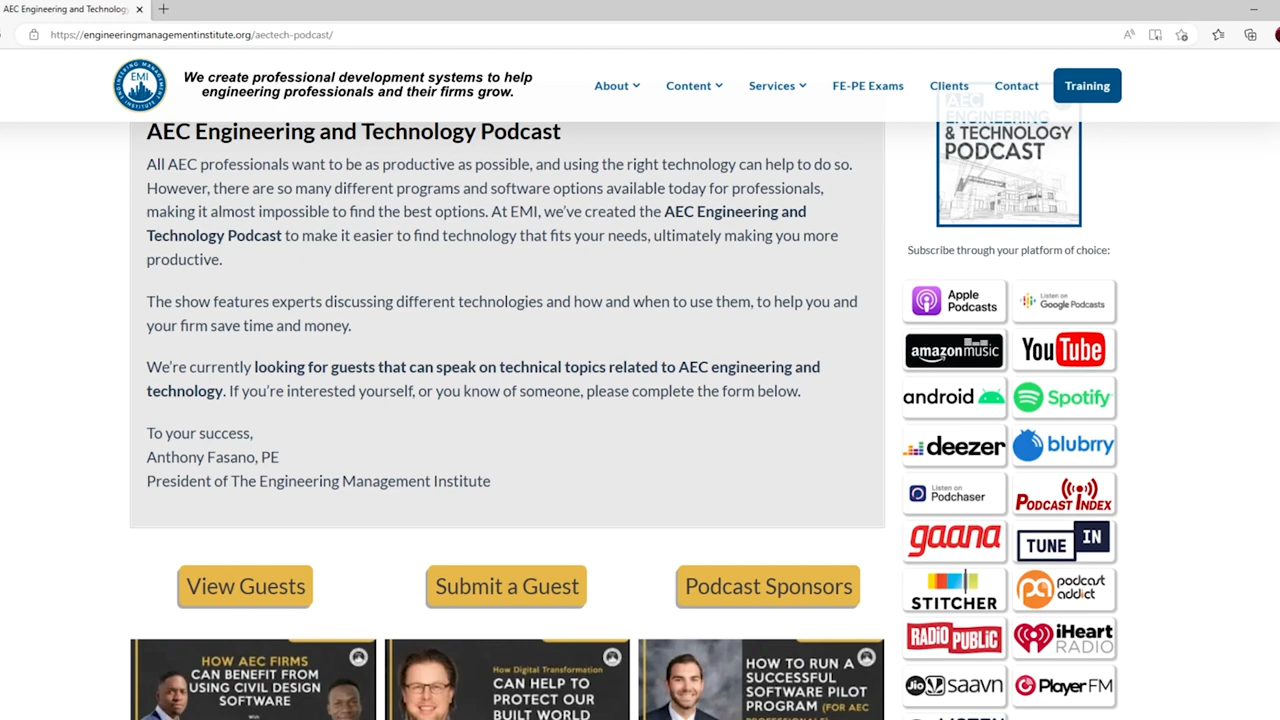 AEC Engineering and Technology
https://engineeringmanagementinstitute.org/aectech-podcast/
ENGINEERING MANAGEMENT INSTITUTE
EMI
We create professional development systems to help
engineering professionals and their firms grow.
About
Content
Services
FE-PE Exams
Clients
Contact
Training
AEC Engineering and Technology Podcast
All AEC professionals want to be as productive as possible, and using the right technology can help to do so.
However, there are so many different programs and software options available today for professionals,
making it almost impossible to find the best options. At EMI, we’ve created the AEC Engineering and
Technology Podcast to make it easier to find technology that fits your needs, ultimately making you more
productive.
The show features experts discussing different technologies and how and when to use them, to help you and
your firm save time and money.
We’re currently looking for guests that can speak on technical topics related to AEC engineering and
technology. If you’re interested yourself, or you know of someone, please complete the form below.
To your success,
Anthony Fasano, PE
President of The Engineering Management Institute
View Guests
Submit a Guest
Podcast Sponsors
HOW AEC FIRMS
CAN BENEFIT FROM
USING CIVIL DESIGN
SOFTWARE
How Digital Transformation
CAN HELP TO
PROTECT OUR
BUILT WORLD
HOW TO RUN A
SUCCESSFUL
SOFTWARE PILOT
PROGRAM (FOR AEC
AEC
ENGINEERING
& TECHNOLOGY
PODCAST
Subscribe through your platform of choice:
Apple
Podcasts
Listen on
Google Podcasts
amazon music
YouTube
android
Spotify
deezer
blubrry
Listen on
Podchaser
PODCAST INDEX
gaana
TUNE IN
STITCHER
podcast
addict
RADIO PUBLIC
iHeart
RADIO
JioSaavn
Player FM